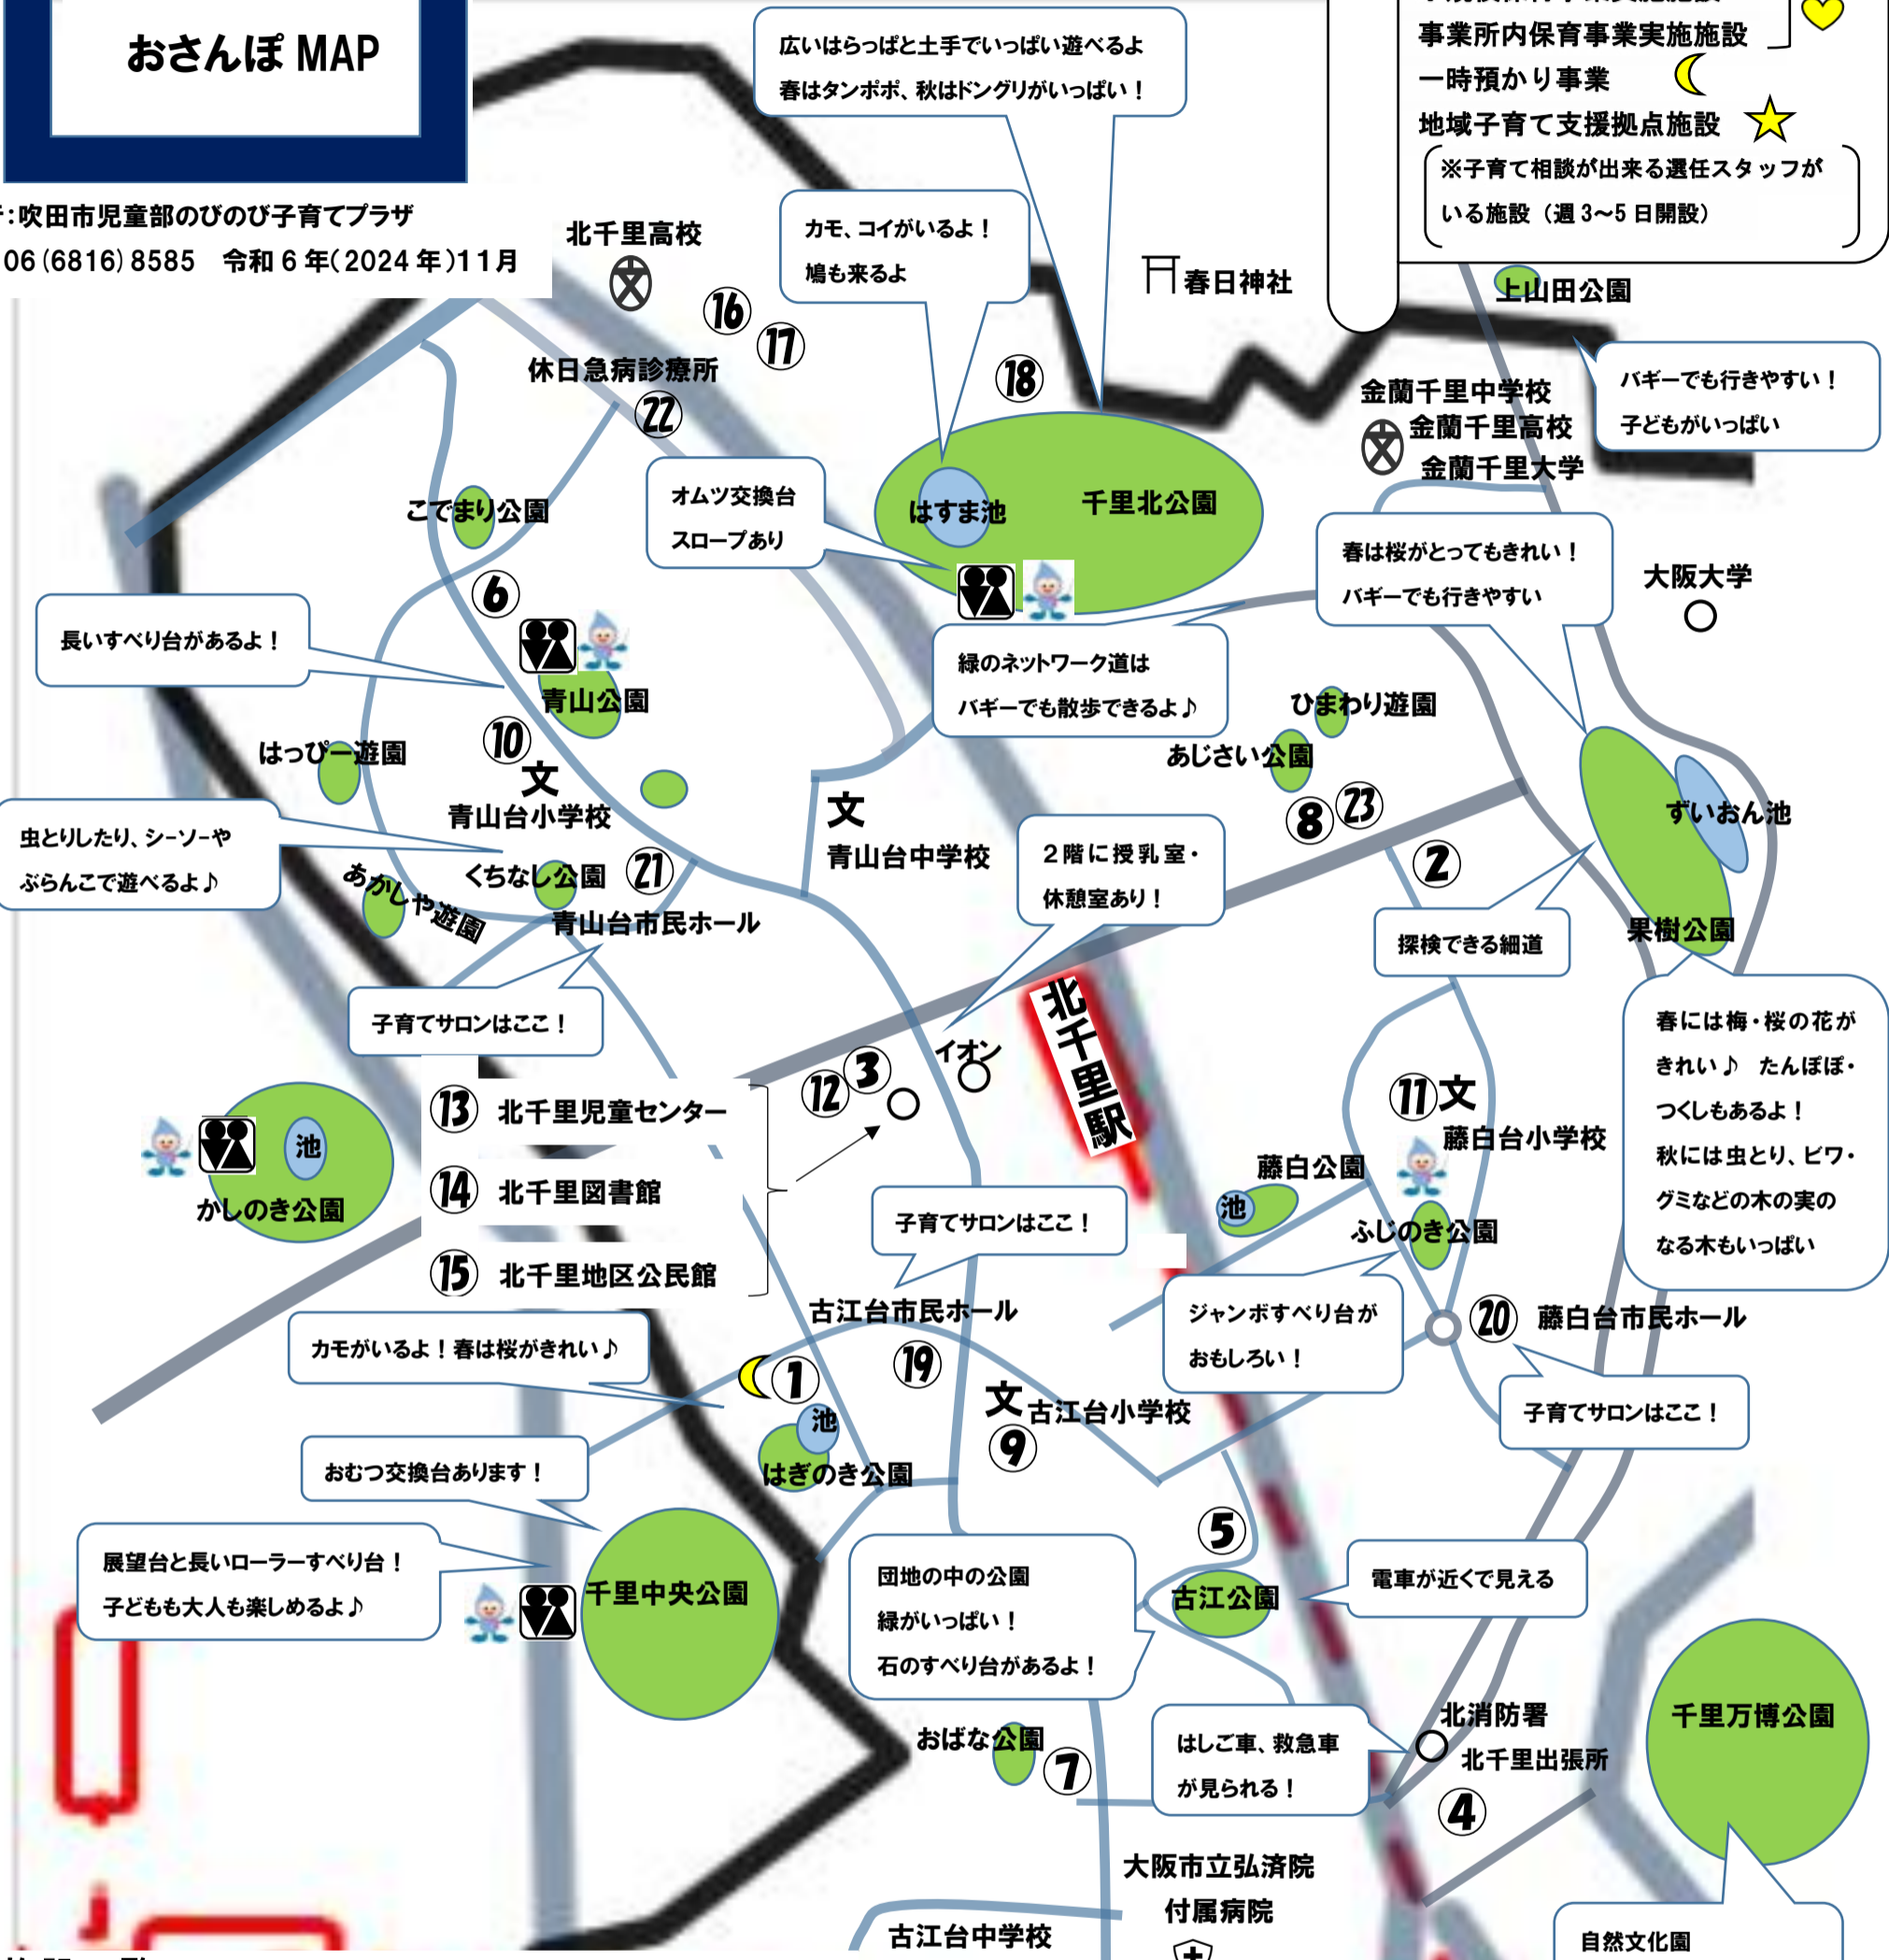 おさんぽ MAP
：吹田市児童部のびのび子育てプラザ
06(6816)8585　令和6年(2024年)11月
事業所内保育事業実施施設
一時預かり事業
地域子育て支援拠点施設
※子育て相談が出来る選任スタッフが
いる施設（週3～5日開設）
広いはらっぱと土手でいっぱい遊べるよ
春はタンポポ、秋はドングリがいっぱい！
カモ、コイがいるよ！
鳩も来るよ
北千里高校
⑯
⑰
春日神社
上山田公園
休日急病診療所
㉒
⑱
金蘭千里中学校
金蘭千里高校
金蘭千里大学
バギーでも行きやすい！
子どもがいっぱい
こでまり公園
オムツ交換台
スロープあり
はすま池
千里北公園
春は桜がとってもきれい！
バギーでも行きやすい
大阪大学
⑥
長いすべり台があるよ！
青山公園
緑のネットワーク道は
バギーでも散歩できるよ♪
ひまわり遊園
あじさい公園
はっぴー遊園
⑩
文
青山台小学校
文
青山台中学校
⑧
㉓
②
ずいおん池
虫とりしたり、シーソーや
ぶらんこで遊べるよ♪
あかしや遊園
くちなし公園
㉑
青山台市民ホール
２階に授乳室・
休憩室あり！
探検できる細道
果樹公園
子育てサロンはここ！
北千里駅
イオン
③
⑫
春には梅・桜の花が
きれい♪　たんぽぽ・
つくしもあるよ！
秋には虫とり、ビワ・
グミなどの木の実の
なる木もいっぱい
池
かしのき公園
⑬ 北千里児童センター
⑭ 北千里図書館
⑮ 北千里地区公民館
⑪
文
藤白台小学校
藤白公園
池
ふじのき公園
子育てサロンはここ！
古江台市民ホール
⑲
ジャンボすべり台が
おもしろい！
⑳
藤白台市民ホール
子育てサロンはここ！
カモがいるよ！春は桜がきれい♪
①
池
はぎのき公園
文
古江台小学校
⑨
おむつ交換台あります！
展望台と長いローラーすべり台！
子どもも大人も楽しめるよ♪
千里中央公園
⑤
団地の中の公園
緑がいっぱい！
石のすべり台があるよ！
古江公園
電車が近くで見える
おばな公園
⑦
はしご車、救急車
が見られる！
北消防署
北千里出張所
④
千里万博公園
大阪市立弘済院
付属病院
古江台中学校
自然文化園